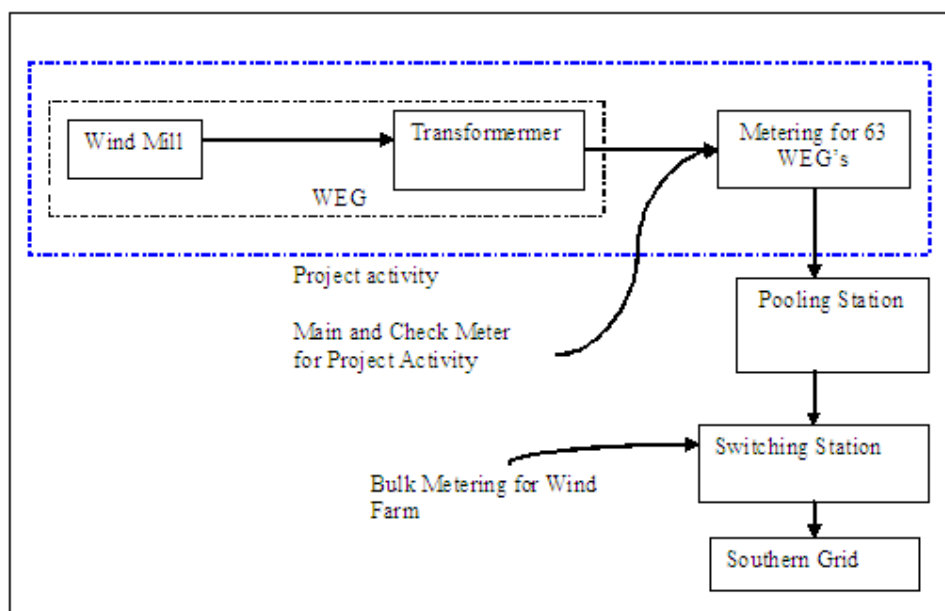 Wind Mill
Transformermer
Metering for 63
WEG's
WEG
Project activity
Pooling Station
Main and Check Meter
for Project Activity
Switching Station
Bulk Metering for Wind
Farm
Southern Grid